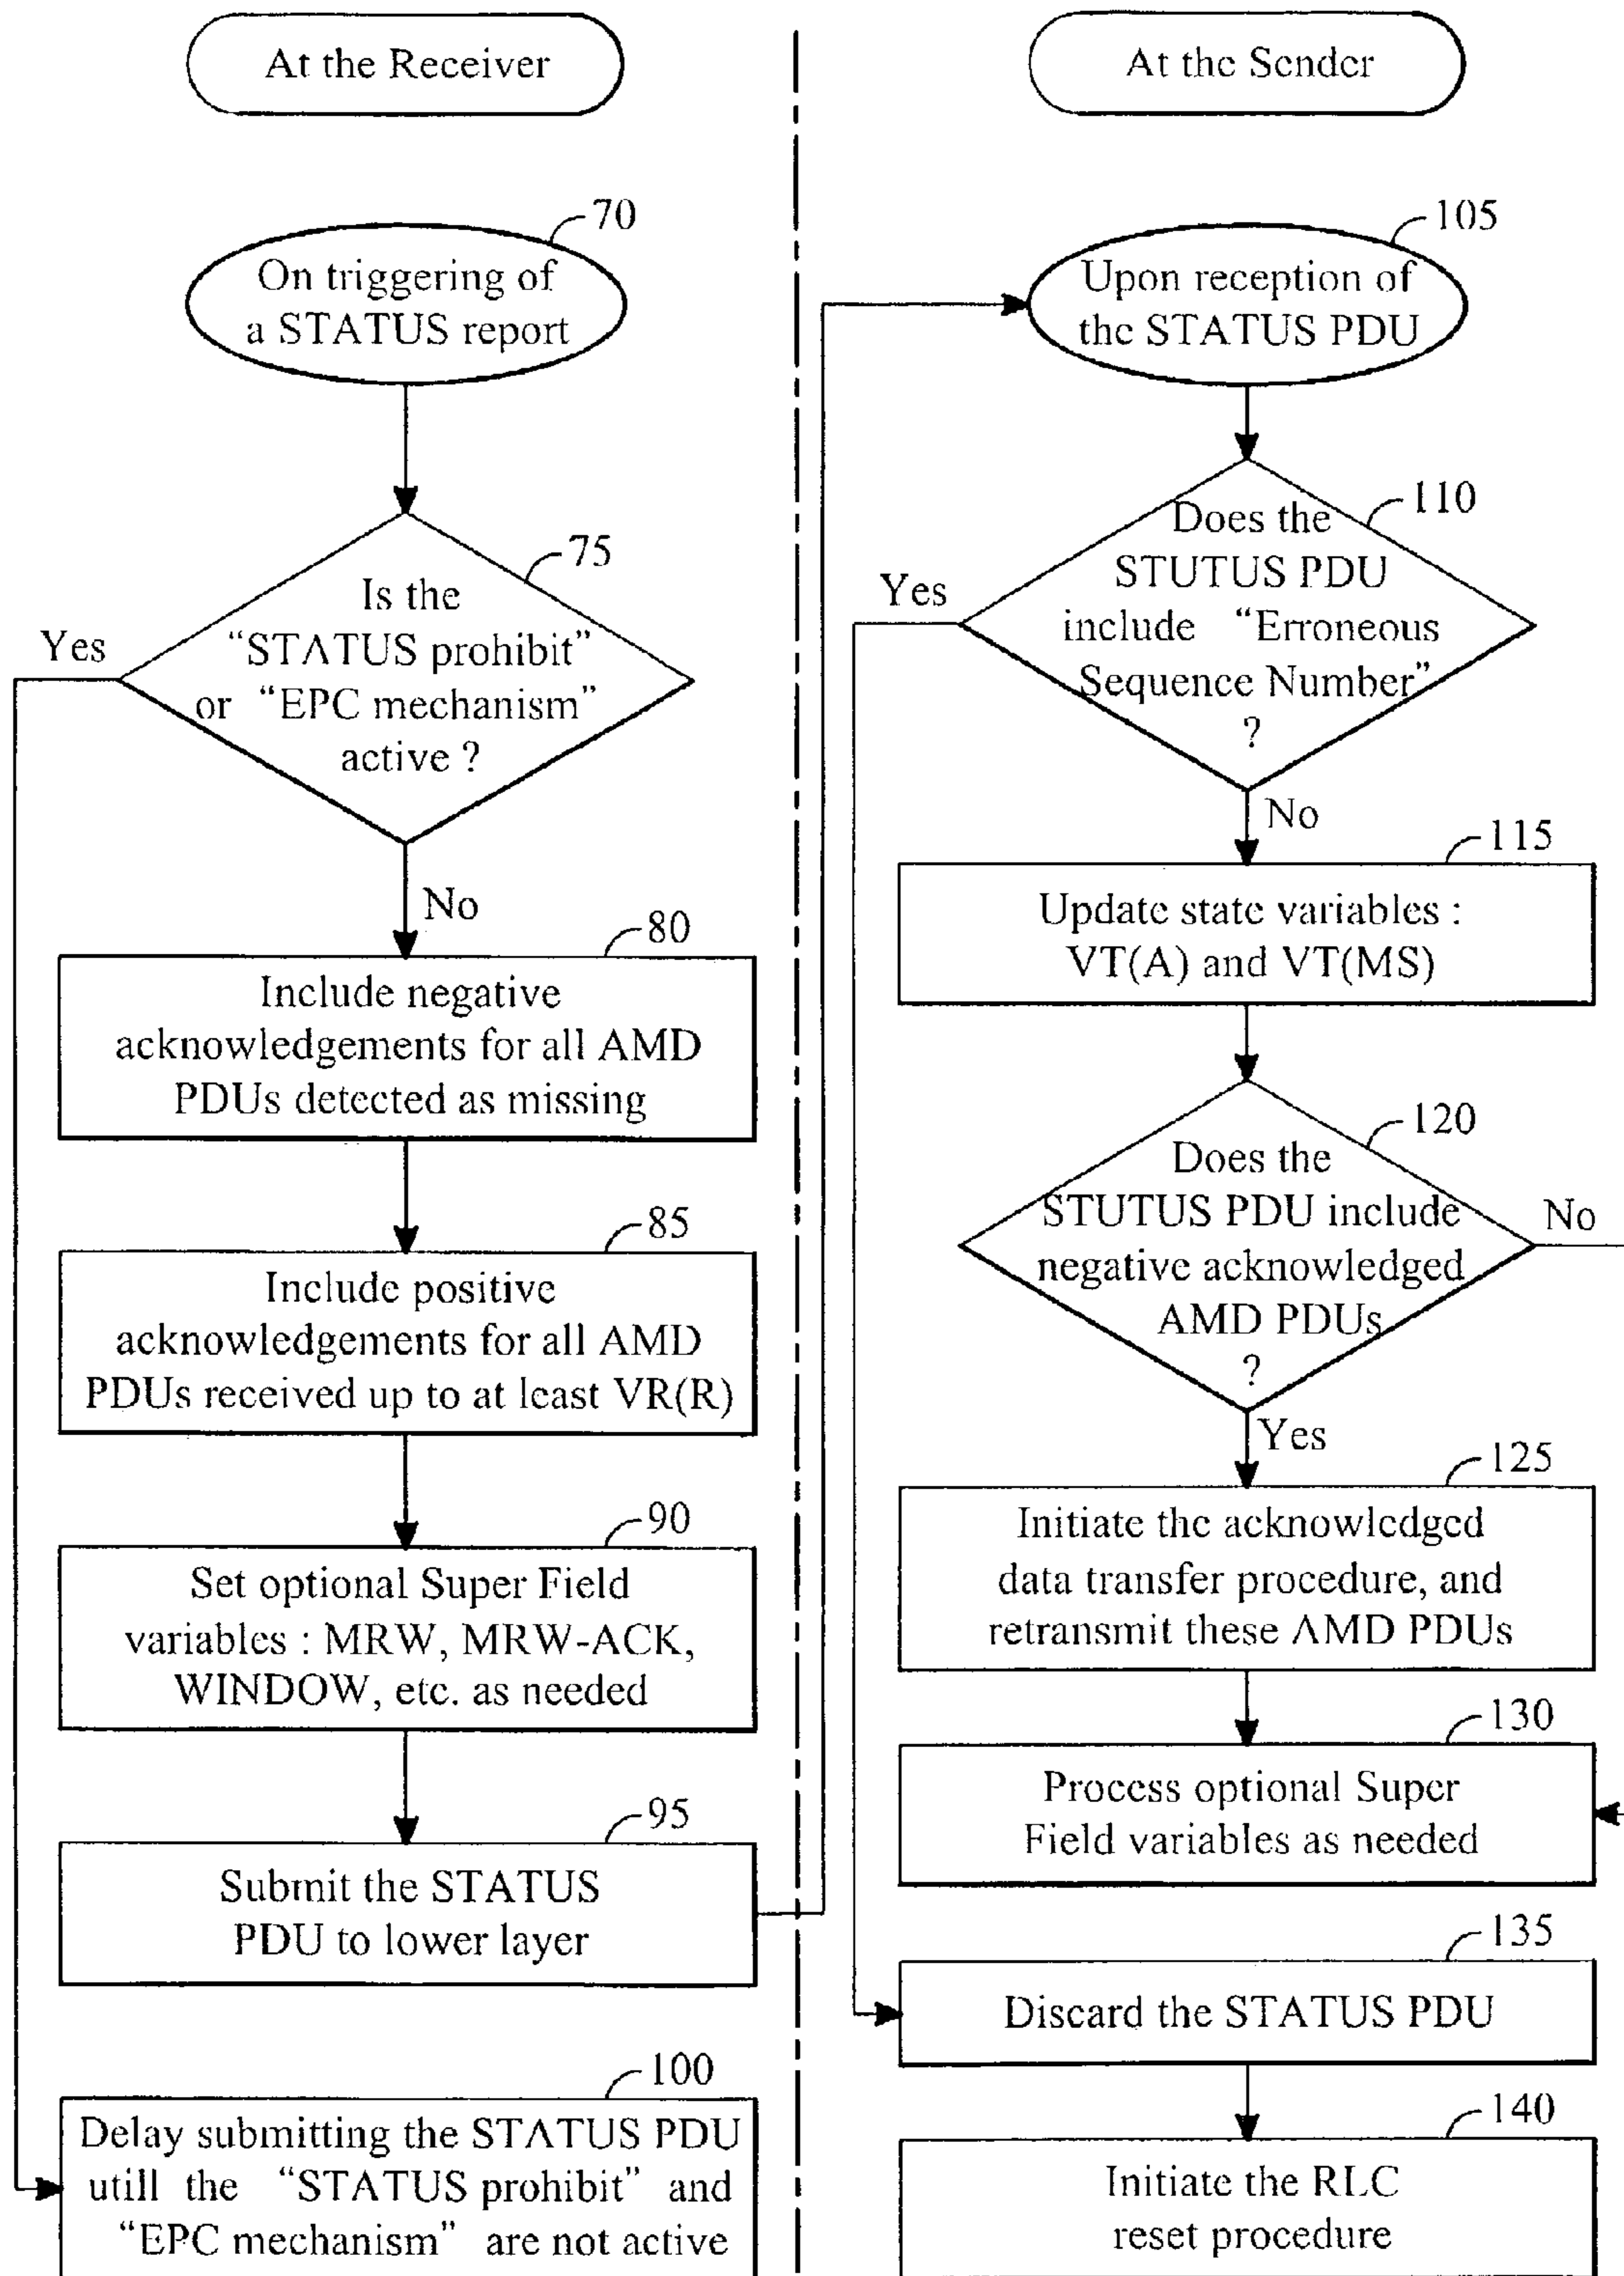 At the Receiver
70
On triggering of
a STATUS report
75
Is the
“STATUS prohibit”
or “EPC mechanism”
active ?
Yes
No
80
Include negative
acknowledgements for all AMD
PDUs detected as missing
85
Include positive
acknowledgements for all AMD
PDUs received up to at least VR(R)
90
Set optional Super Field
variables : MRW, MRW-ACK,
WINDOW, etc. as needed
95
Submit the STATUS
PDU to lower layer
100
Delay submitting the STATUS PDU
utill the “STATUS prohibit” and
“EPC mechanism” are not active
At the Sender
105
Upon reception of
the STATUS PDU
110
Does the
STUTUS PDU
include “Erroneous
Sequence Number”
?
Yes
No
115
Update state variables :
VT(A) and VT(MS)
120
Does the
STUTUS PDU include
negative acknowledged
AMD PDUs
?
No
Yes
125
Initiate the acknowledged
data transfer procedure, and
retransmit these AMD PDUs
130
Process optional Super
Field variables as needed
135
Discard the STATUS PDU
140
Initiate the RLC
reset procedure